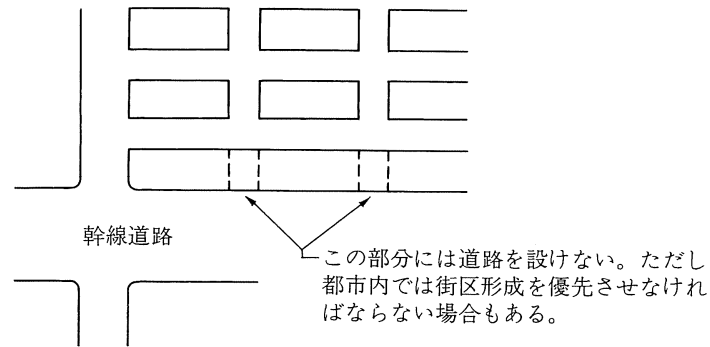 幹線道路
この部分には道路を設けない。ただし
都市内では街区形成を優先させなけれ
ばならない場合もある。